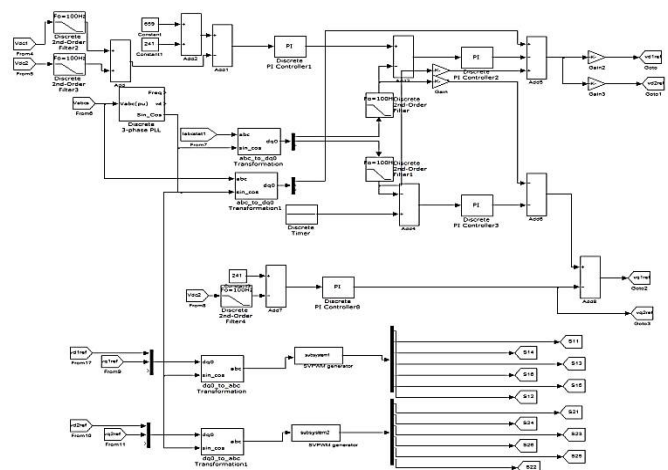 Fo=100Hz
Vdc1
From4
Discrete
2nd-Order
Filter2
Fo=100Hz
Vdc2
From5
Discrete
2nd-Order
Filter3
Add
659
Constant
241
Constant1
Add2
Add1
PI
Discrete
PI Controller1
PI
Discrete
PI Controller2
Gain
Add5
Gain2
vd1ref
Goto
Gain3
vd2ref
Goto1
Vabc(pu)
Freq
wt
Sin_Cos
Discrete
3-phase PLL
From6
From7
abc
sin_cos
dq0
abc_to_dq0
Transformation
abc
sin_cos
dq0
abc_to_dq0
Transformation1
Fo=100Hz
Discrete
2nd-Order
Filter
Fo=100Hz
Discrete
2nd-Order
Filter1
Discrete
Timer
Add4
PI
Discrete
PI Controller3
Add6
241
Vdc2
Fo=100Hz
Discrete
2nd-Order
Filter4
Add7
PI
Discrete
PI Controller6
vq1ref
Goto2
vq2ref
Goto3
vd1ref
From17
vq1ref
From9
dq0
sin_cos
abc
dq0_to_abc
Transformation
subsystem1
SVPWM generator
S11
S14
S13
S16
S15
S12
vd2ref
From10
vq2ref
From11
dq0
sin_cos
abc
dq0_to_abc
Transformation1
subsystem2
SVPWM generator
S21
S24
S23
S26
S25
S22